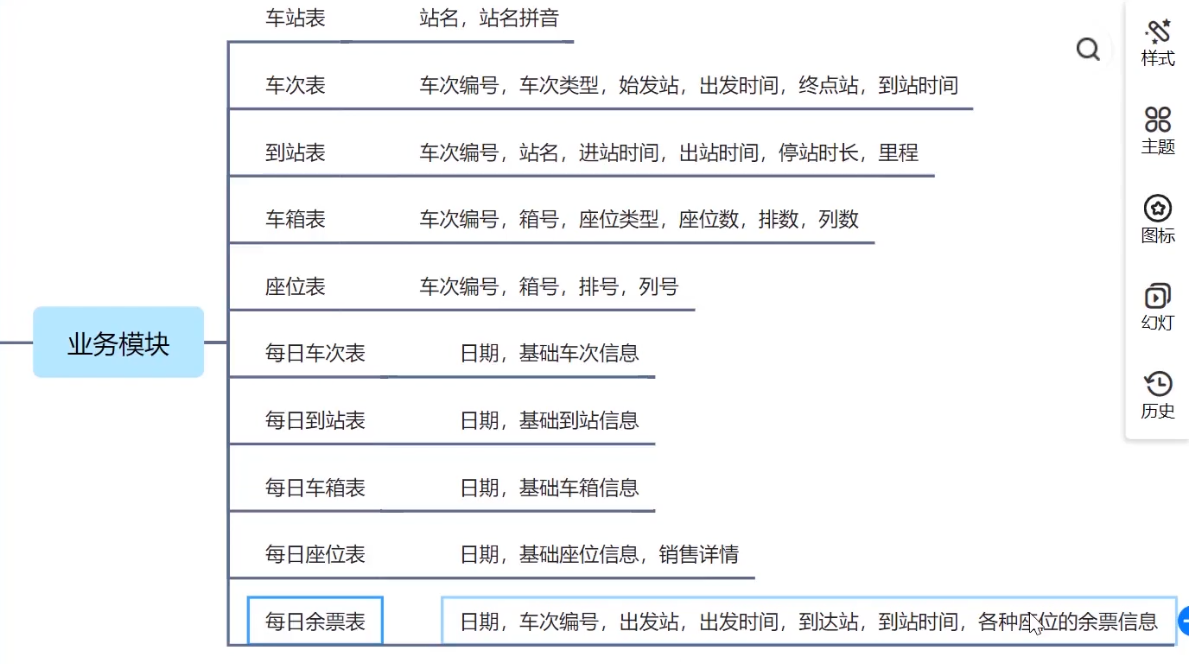 车站表 站名，站名拼音
车次表 车次编号，车次类型，始发站，出发时间，终点站，到站时间
到站表 车次编号，站名，进站时间，出站时间，停站时长，里程
车箱表 车次编号，箱号，座位类型，座位数，排数，列数
座位表 车次编号，箱号，排号，列号
业务模块
每日车次表 日期，基础车次信息
每日到站表 日期，基础到站信息
每日车箱表 日期，基础车箱信息
每日座位表 日期，基础座位信息，销售详情
每日余票表 日期，车次编号，出发站，出发时间，到达站，到站时间，各种座位的余票信息
样式
主题
图标
幻灯
历史